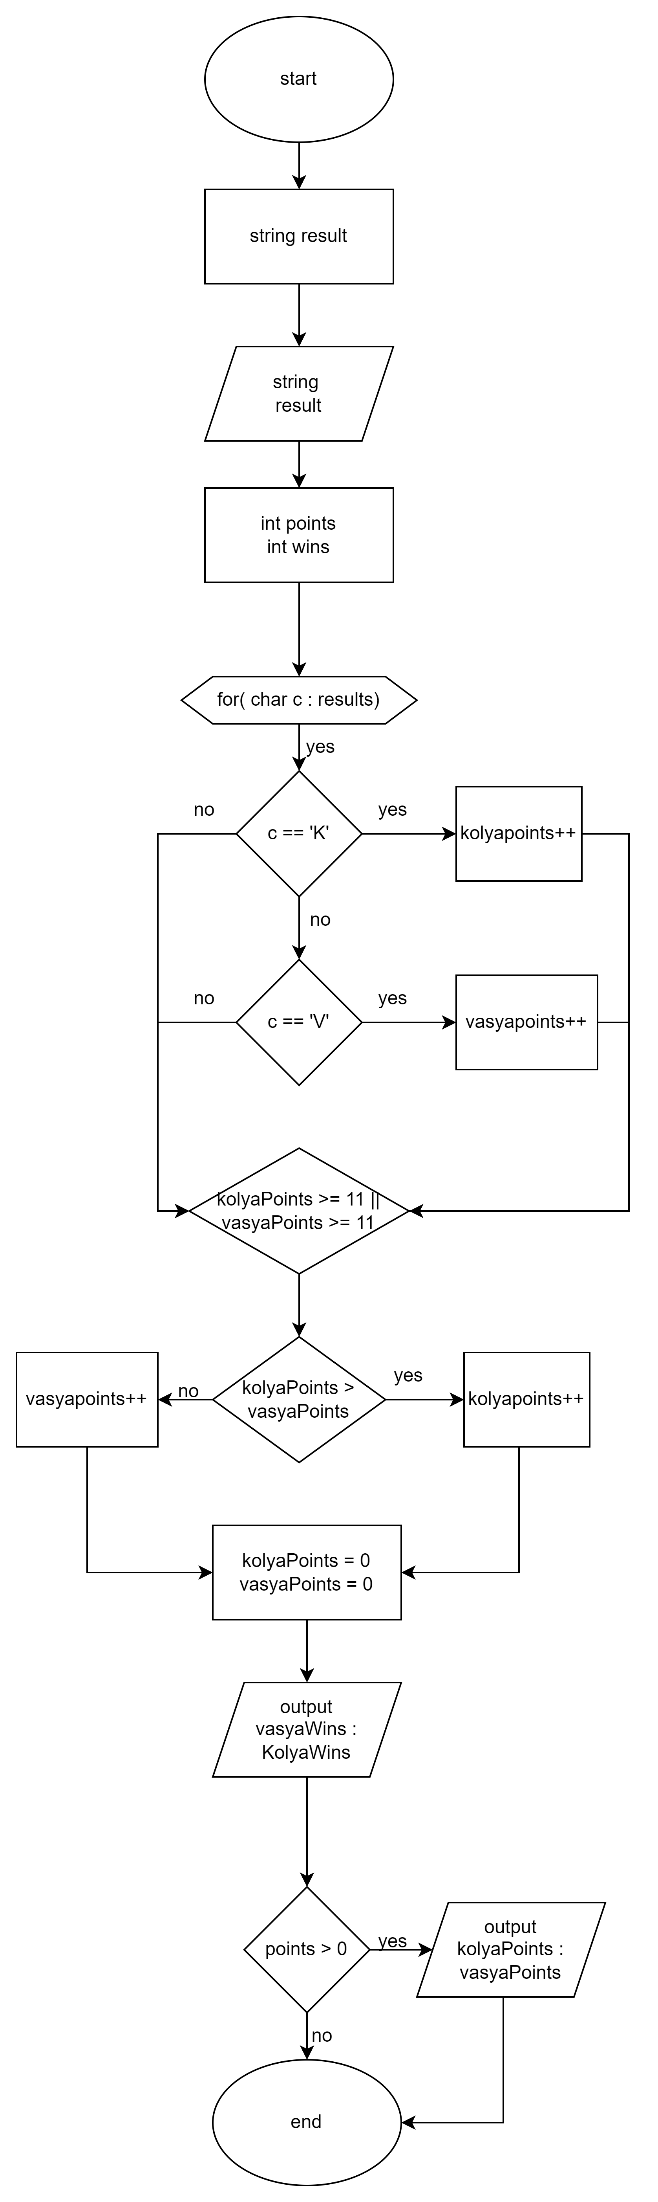 start
string result
string
result
int points
int wins
for( char c : results)
yes
no
c == 'K'
yes
kolyapoints++
no
no
c == 'V'
yes
vasyapoints++
kolyaPoints >= 11 ||
vasyaPoints >= 11
vasyapoints++
no
kolyaPoints >
vasyaPoints
yes
kolyapoints++
kolyaPoints = 0
vasyaPoints = 0
output
vasyaWins :
KolyaWins
points > 0
yes
output
kolyaPoints :
vasyaPoints
no
end